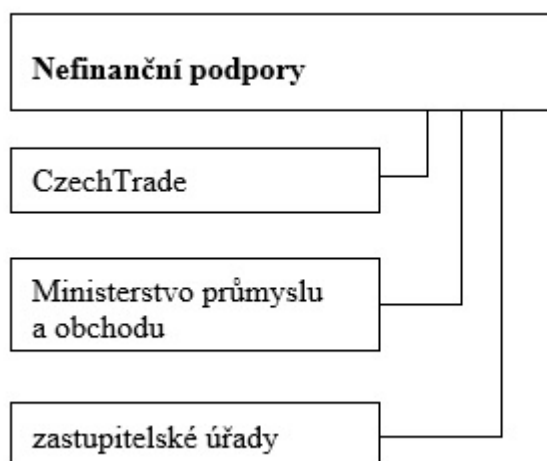 Nefinanční podpory
CzechTrade
Ministerstvo průmyslu
a obchodu
zastupitelské úřady